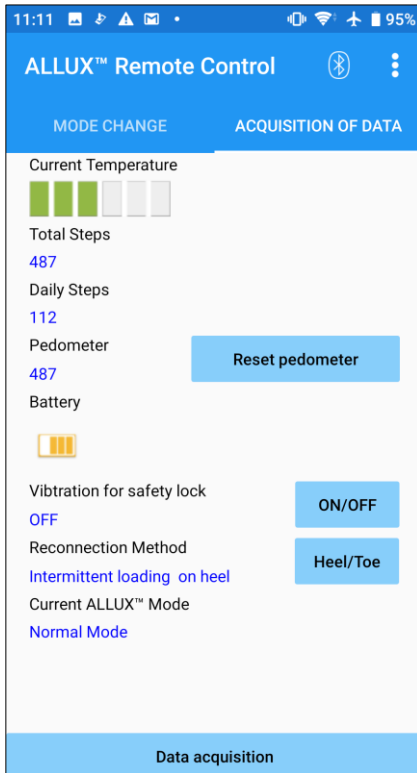 11:11 95%
ALLUX™ Remote Control
MODE CHANGE ACQUISITION OF DATA
Current Temperature
Total Steps
487
Daily Steps
112
Pedometer
Reset pedometer
487
Battery
Vibtration for safety lock
ON/OFF
OFF
Reconnection Method
Heel/Toe
Intermittent loading on heel
Current ALLUX™ Mode
Normal Mode
Data acquisition